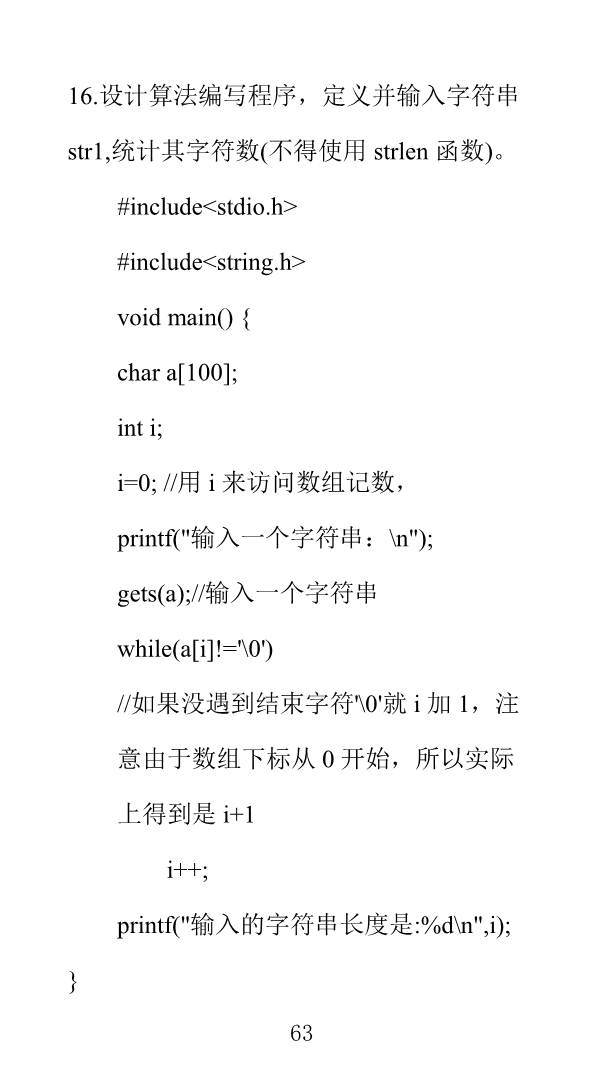 16.设计算法编写程序，定义并输入字符串
str1,统计其字符数(不得使用 strlen 函数)。
#include<stdio.h>
#include<string.h>
void main() {
char a[100];
int i;
i=0; //用 i 来访问数组记数，
printf("输入一个字符串：\n");
gets(a);//输入一个字符串
while(a[i]!='\0')
//如果没遇到结束字符'\0'就 i 加 1，注
意由于数组下标从 0 开始，所以实际
上得到是 i+1
i++;
printf("输入的字符串长度是:%d\n",i);
}
63